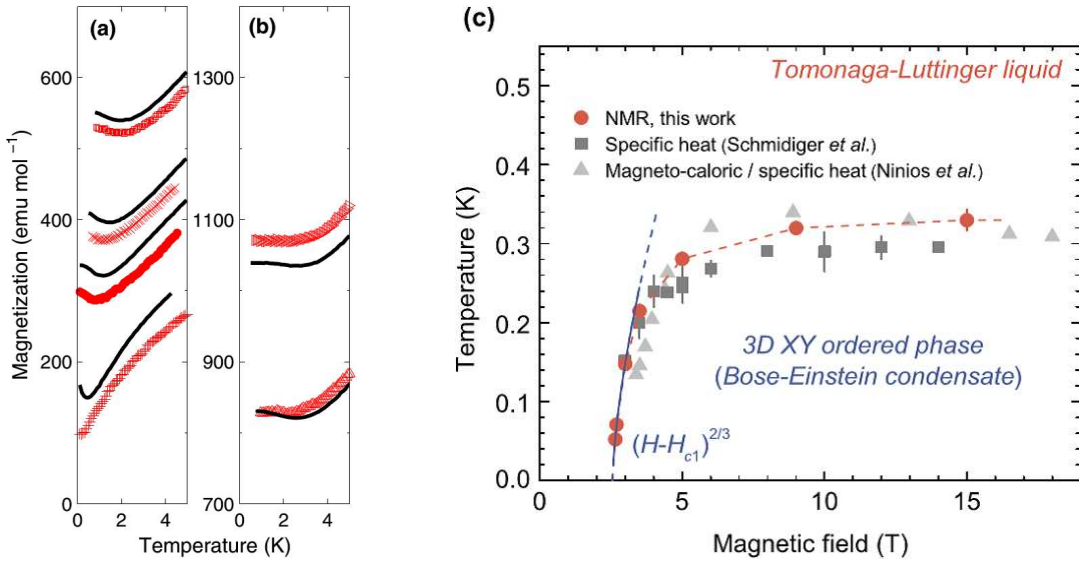 (a)
(b)
Magnetization (emu mol −1)
600
400
200
0
0 2 4
1300
1100
900
700
0 2 4
Temperature (K)
(c)
Tomonaga-Luttinger liquid
NMR, this work
Specific heat (Schmidiger et al.)
Magneto-caloric / specific heat (Ninios et al.)
3D XY ordered phase
(Bose-Einstein condensate)
(H-Hc1)2/3
Temperature (K)
0.5
0.4
0.3
0.2
0.1
0.0
0 5 10 15
Magnetic field (T)